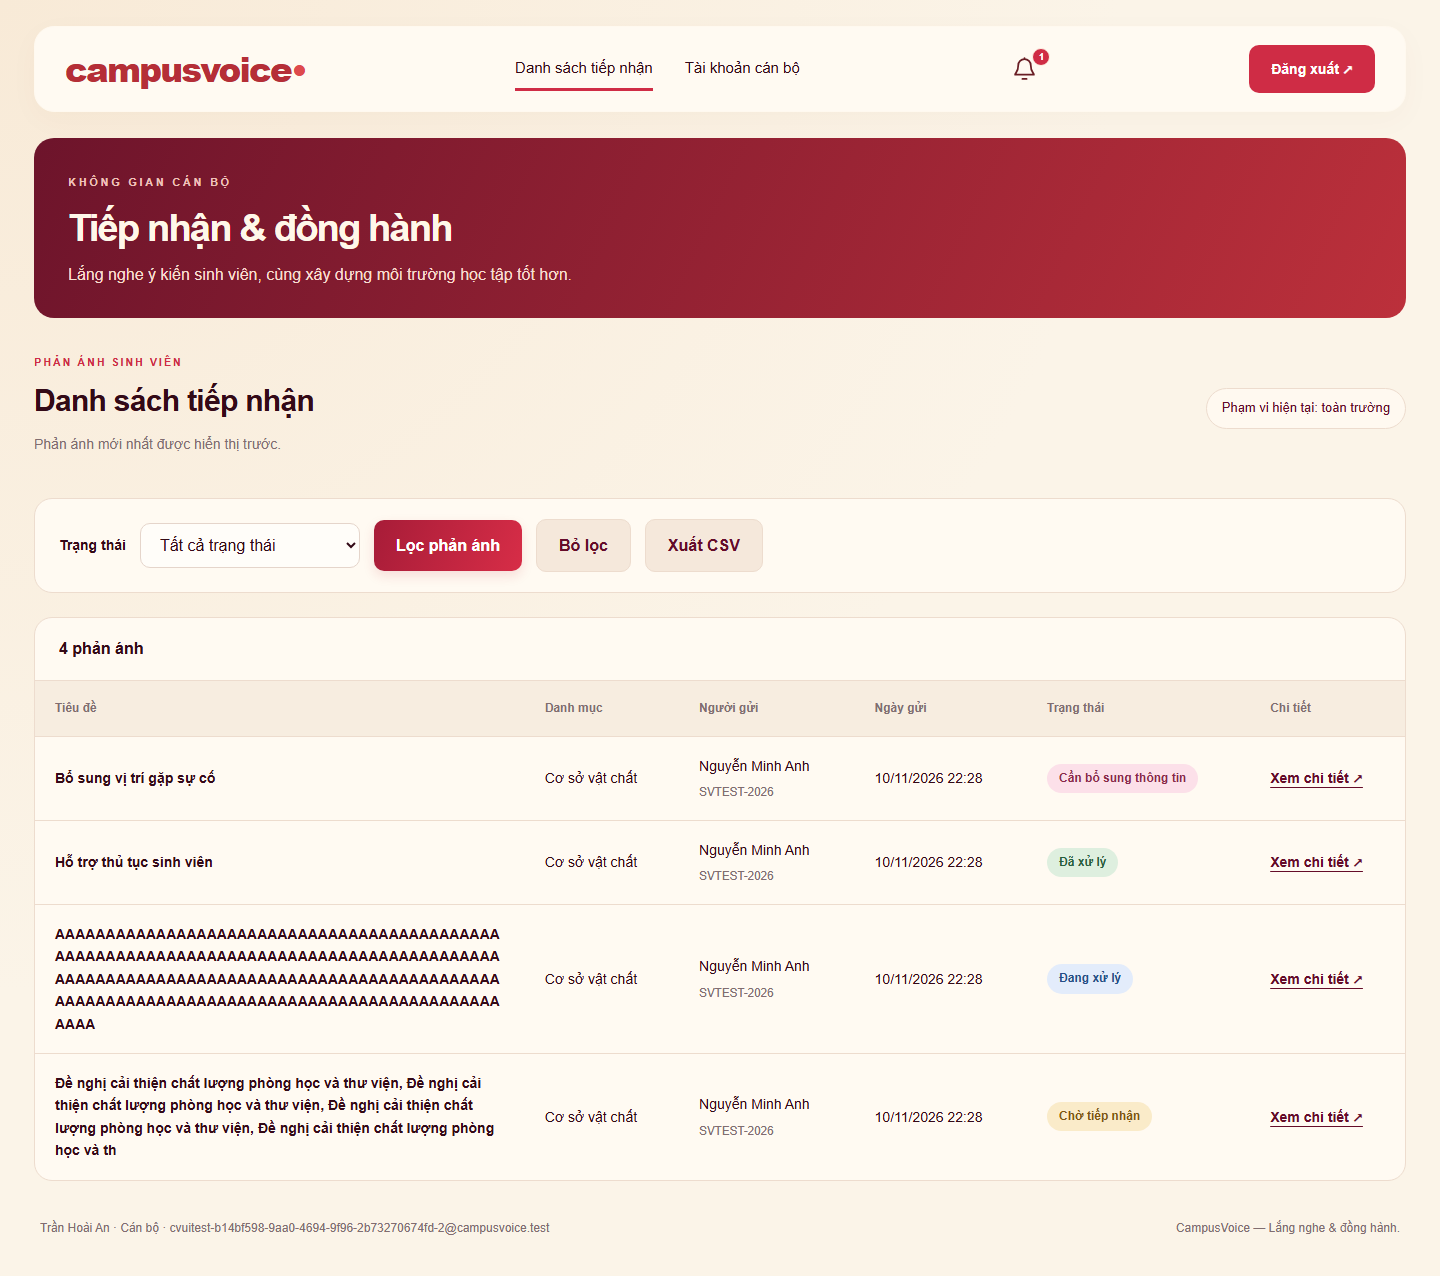 campusvoice
Danh sách tiếp nhận
Tài khoản cán bộ
1
Đăng xuất ↗
KHÔNG GIAN CÁN BỘ
Tiếp nhận & đồng hành
Lắng nghe ý kiến sinh viên, cùng xây dựng môi trường học tập tốt hơn.
PHẢN ÁNH SINH VIÊN
Danh sách tiếp nhận
Phạm vi hiện tại: toàn trường
Phản ánh mới nhất được hiển thị trước.
Trạng thái
Tất cả trạng thái
Lọc phản ánh
Bỏ lọc
Xuất CSV
4 phản ánh
Tiêu đề Danh mục Người gửi Ngày gửi Trạng thái Chi tiết
Bổ sung vị trí gặp sự cố
Cơ sở vật chất
Nguyễn Minh Anh
SVTEST-2026
10/11/2026 22:28
Cần bổ sung thông tin
Xem chi tiết ↗
Hỗ trợ thủ tục sinh viên
Cơ sở vật chất
Nguyễn Minh Anh
SVTEST-2026
10/11/2026 22:28
Đã xử lý
Xem chi tiết ↗
AAAAAAAAAAAAAAAAAAAAAAAAAAAAAAAAAAAAAAAAAAAA
AAAAAAAAAAAAAAAAAAAAAAAAAAAAAAAAAAAAAAAAAAAA
AAAAAAAAAAAAAAAAAAAAAAAAAAAAAAAAAAAAAAAAAAAA
AAAAAAAAAAAAAAAAAAAAAAAAAAAAAAAAAAAAAAAAAAAA
AAAA
Cơ sở vật chất
Nguyễn Minh Anh
SVTEST-2026
10/11/2026 22:28
Đang xử lý
Xem chi tiết ↗
Đề nghị cải thiện chất lượng phòng học và thư viện, Đề nghị cải
thiện chất lượng phòng học và thư viện, Đề nghị cải thiện chất
lượng phòng học và thư viện, Đề nghị cải thiện chất lượng phòng
học và th
Cơ sở vật chất
Nguyễn Minh Anh
SVTEST-2026
10/11/2026 22:28
Chờ tiếp nhận
Xem chi tiết ↗
Trần Hoài An · Cán bộ · cvuitest-b14bf598-9aa0-4694-9f96-2b73270674fd-2@campusvoice.test
CampusVoice — Lắng nghe & đồng hành.